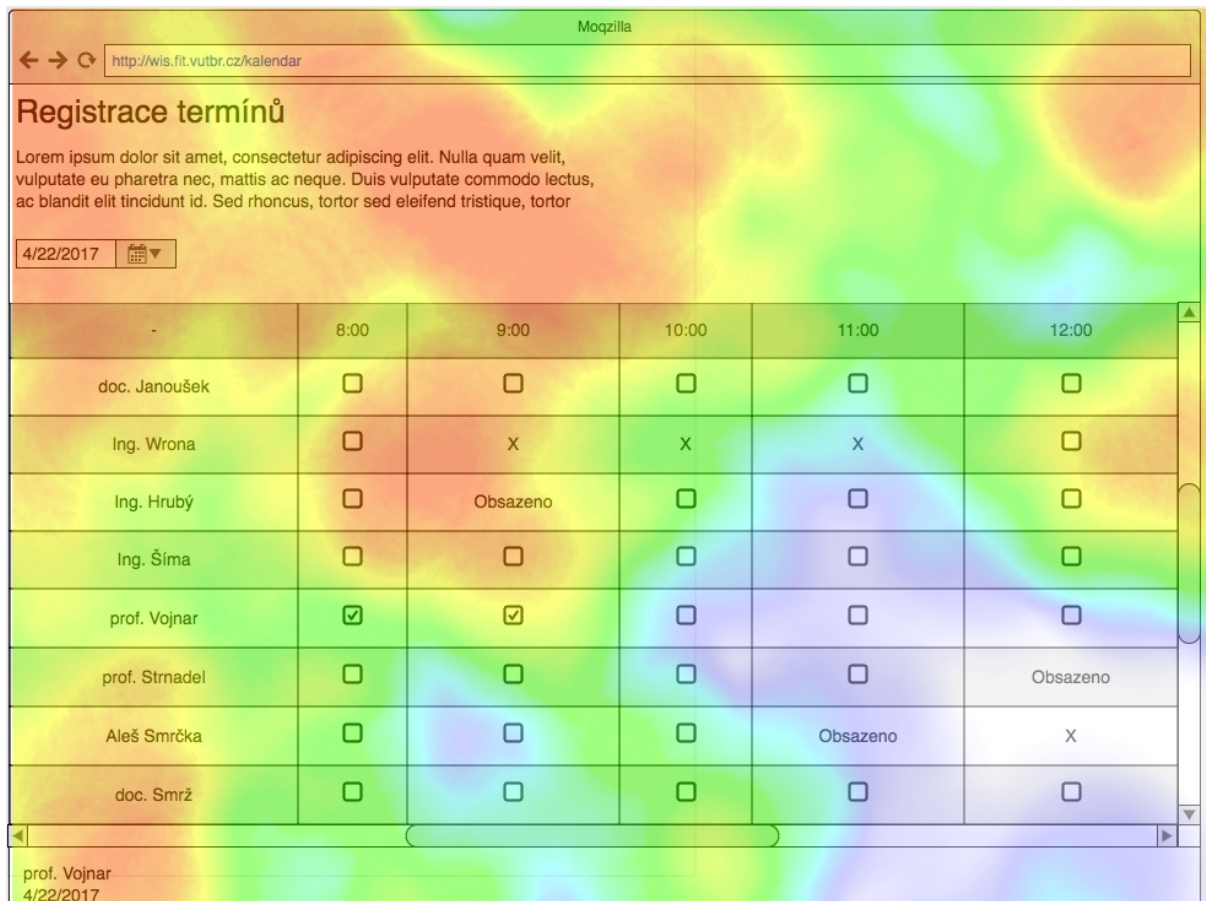 Moqzilla
http://wis.fit.vutbr.cz/kalendar
Registrace termínů
Lorem ipsum dolor sit amet, consectetur adipiscing elit. Nulla quam velit,
vulputate eu pharetra nec, mattis ac neque. Duis vulputate commodo lectus,
ac blandit elit tincidunt id. Sed rhoncus, tortor sed eleifend tristique, tortor
4/22/2017
- 8:00 9:00 10:00 11:00 12:00
doc. Janoušek
Ing. Wrona X X X
Ing. Hrubý Obsazeno
Ing. Šíma
prof. Vojnar
prof. Strnadel Obsazeno
Aleš Smrčka Obsazeno X
doc. Smrž
prof. Vojnar
4/22/2017